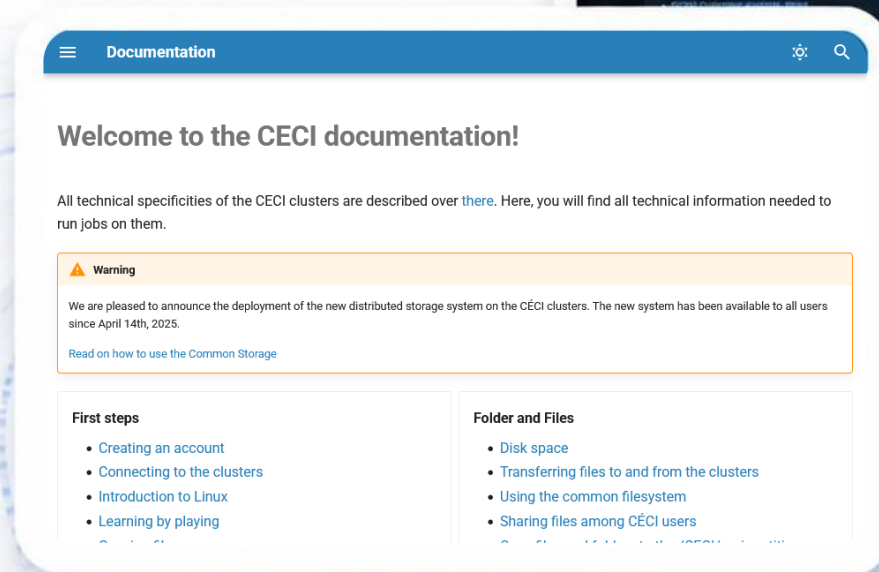 Documentation
Welcome to the CECI documentation!
All technical specificities of the CECI clusters are described over there. Here, you will find all technical information needed to
run jobs on them.
Warning
We are pleased to announce the deployment of the new distributed storage system on the CÉCI clusters. The new system has been available to all users
since April 14th, 2025.
Read on how to use the Common Storage
First steps
• Creating an account
• Connecting to the clusters
• Introduction to Linux
• Learning by playing
Folder and Files
• Disk space
• Transferring files to and from the clusters
• Using the common filesystem
• Sharing files among CÉCI users